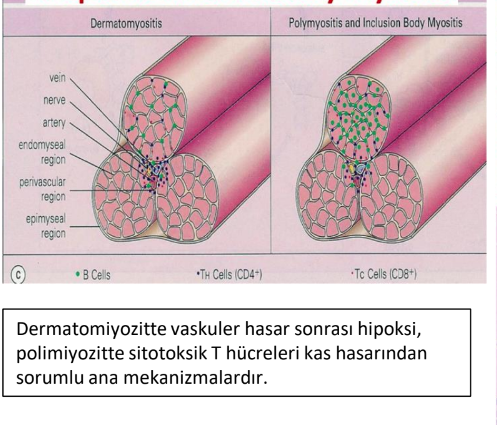 Dermatomyositis
Polymyositis and Inclusion Body Myositis
vein
nerve
artery
endomyseal
region
perivascular
region
epimyseal
region
C
B Cells
TH Cells (CD4+)
Tc Cells (CD8+)
Dermatomiyozitte vaskuler hasar sonrası hipoksi,
polimiyozitte sitotoksik T hücreleri kas hasarından
sorumlu ana mekanizmalardır.